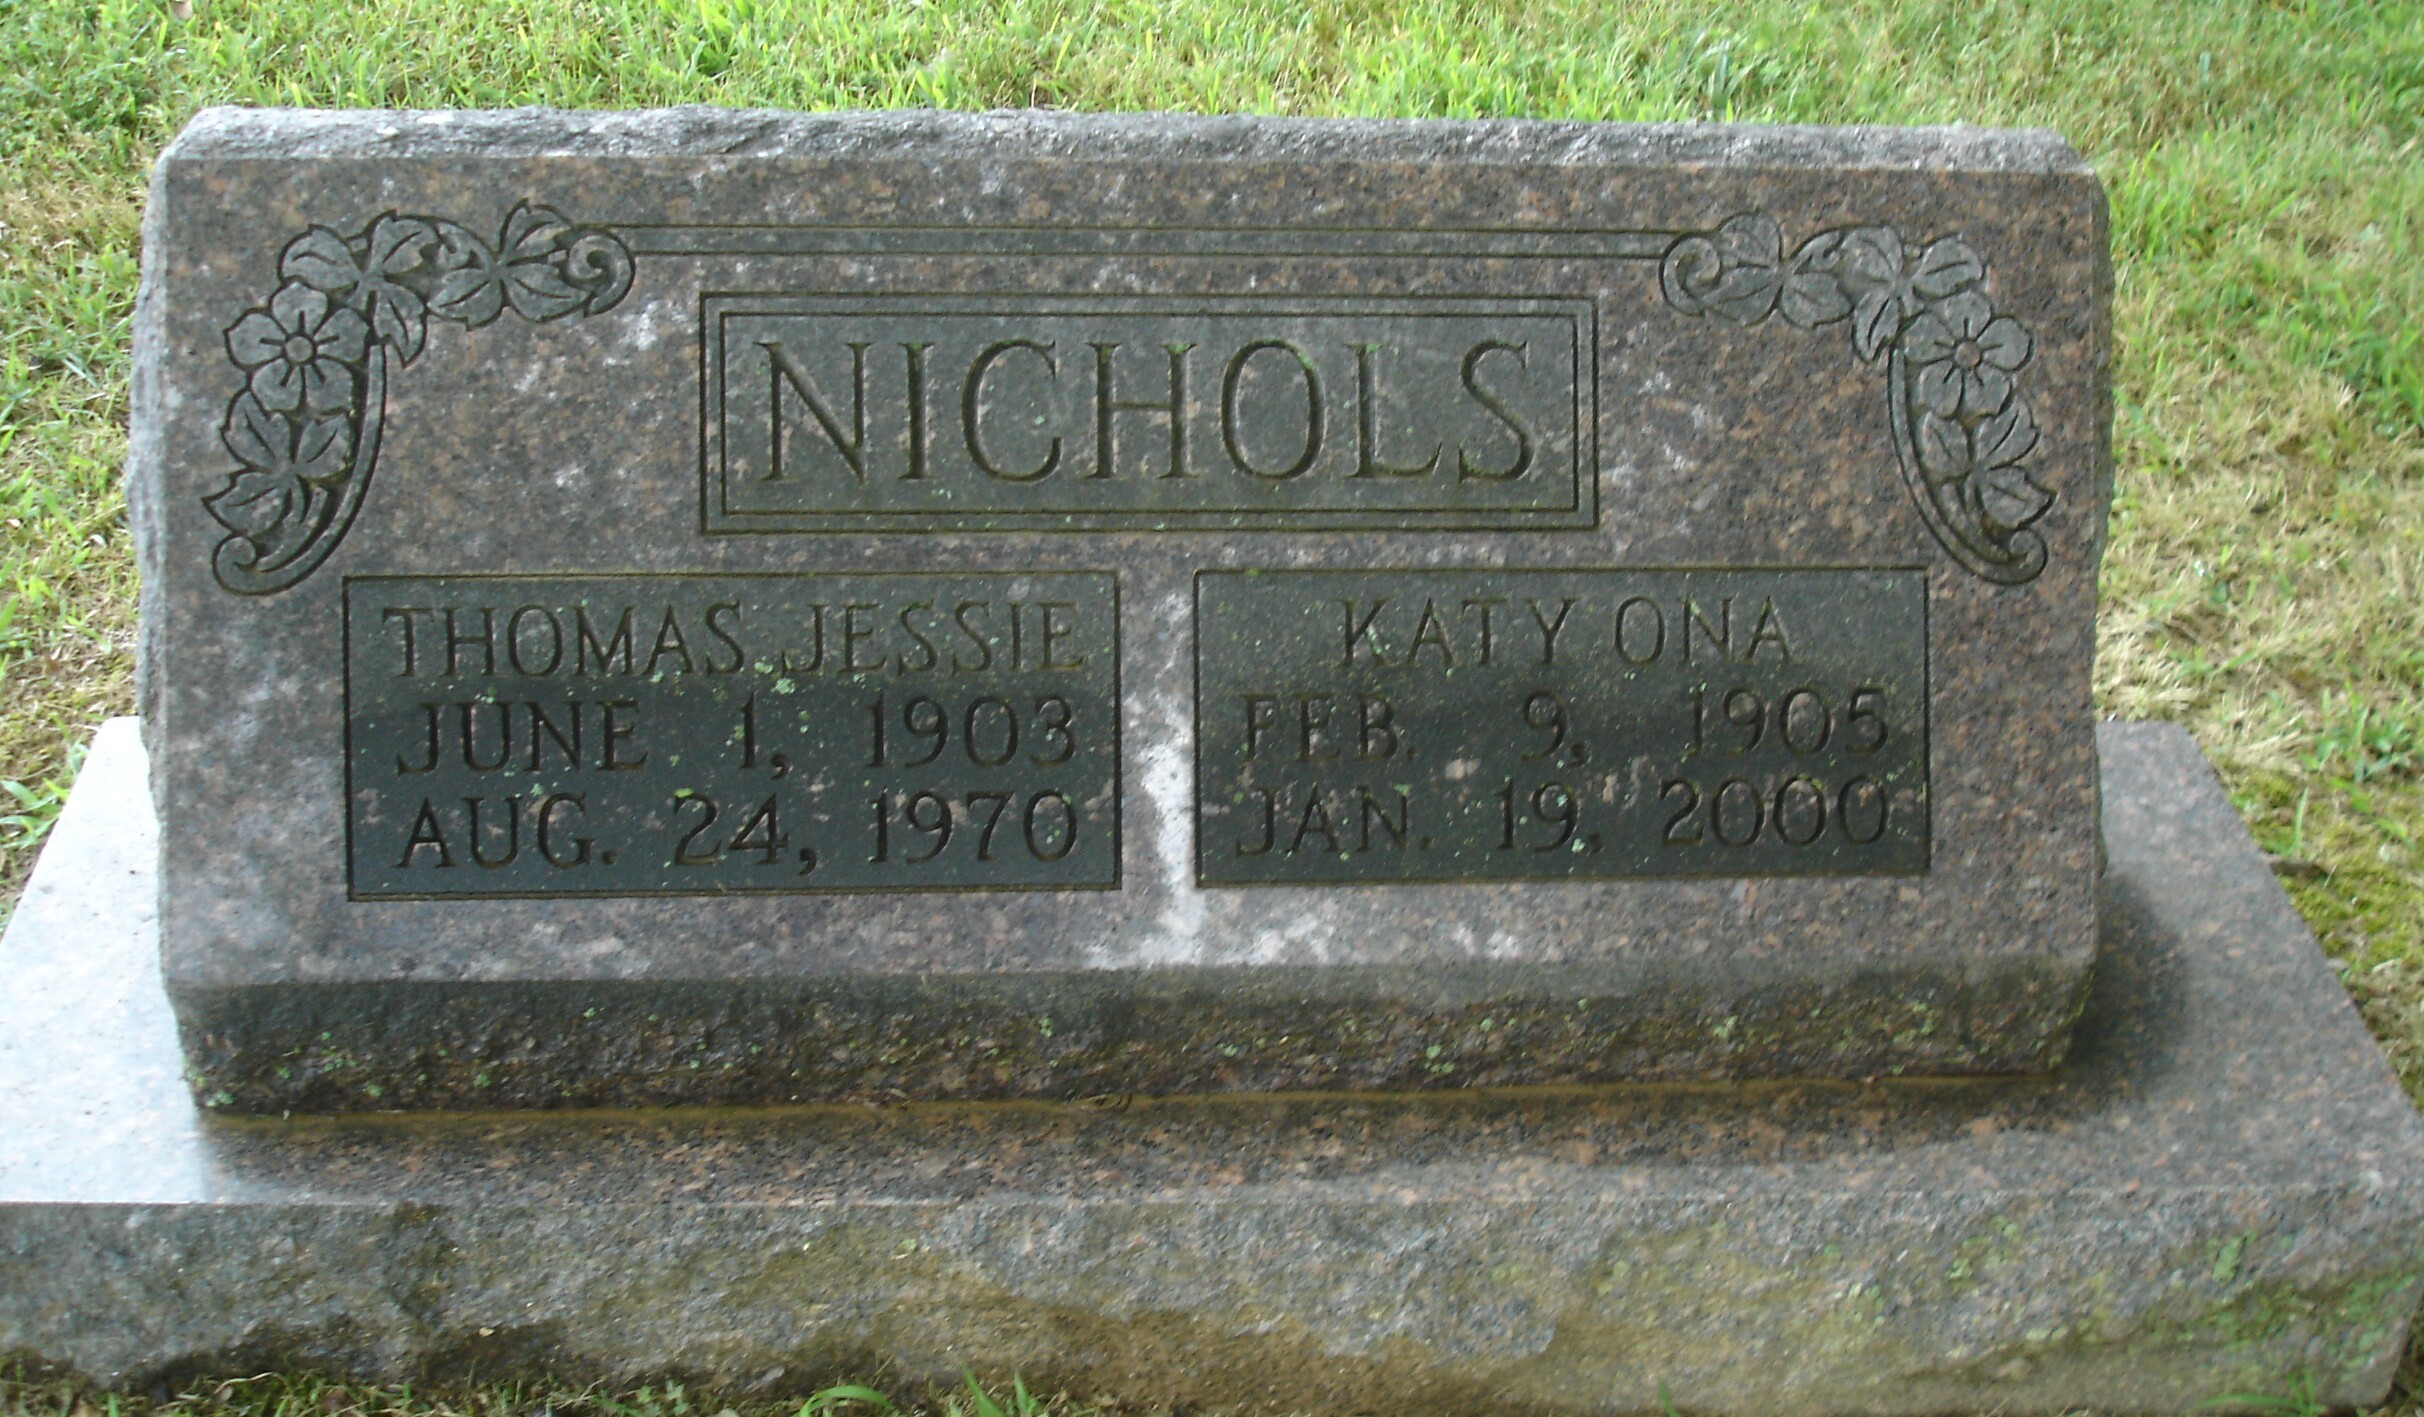 NICHOLS
THOMAS JESSIE
JUNE 1, 1903
AUG. 24, 1970
KATY ONA
FEB. 9, 1905
JAN. 19, 2000